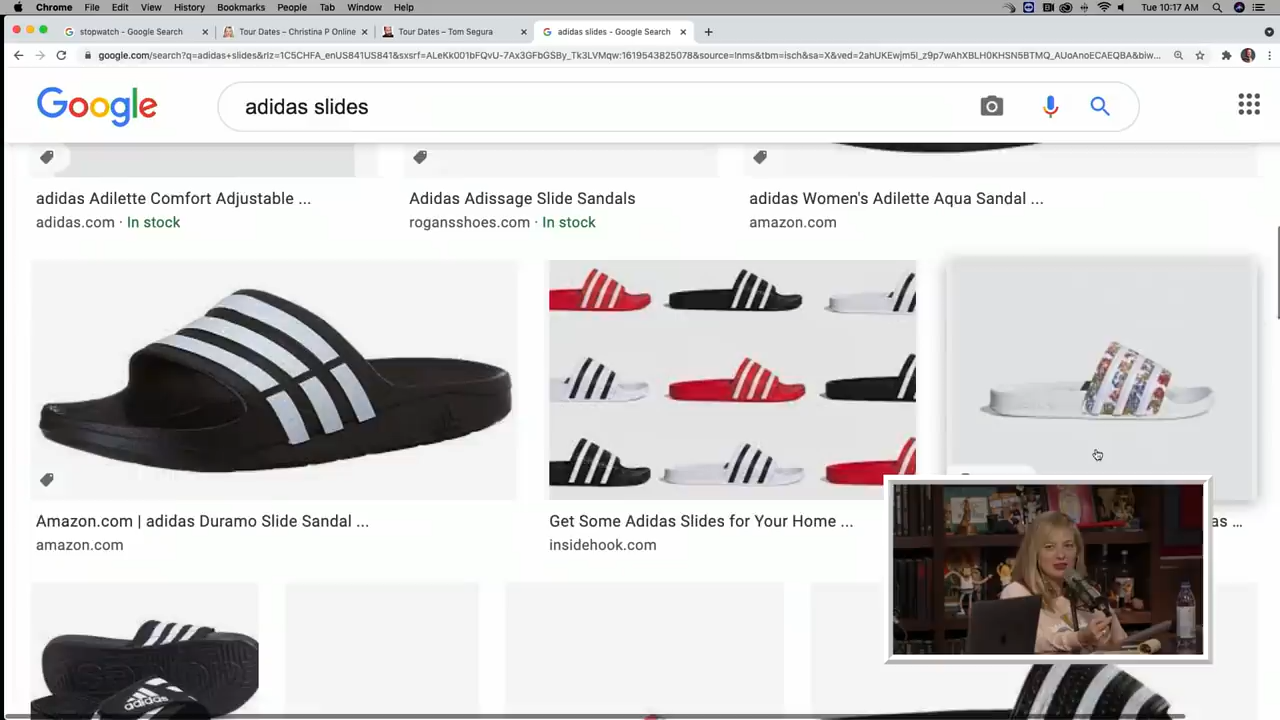 Chrome File Edit View History Bookmarks People Tab Window Help Tue 10:17 AM
stopwatch - Google Search Tour Dates – Christina P Online Tour Dates – Tom Segura adidas slides - Google Search
Google adidas slides
adidas Adilette Comfort Adjustable ... Adidas Adissage Slide Sandals adidas Women's Adilette Aqua Sandal ...
adidas.com · In stock rogansshoes.com · In stock amazon.com
Amazon.com | adidas Duramo Slide Sandal ... Get Some Adidas Slides for Your Home ...
amazon.com insidehook.com
adidas